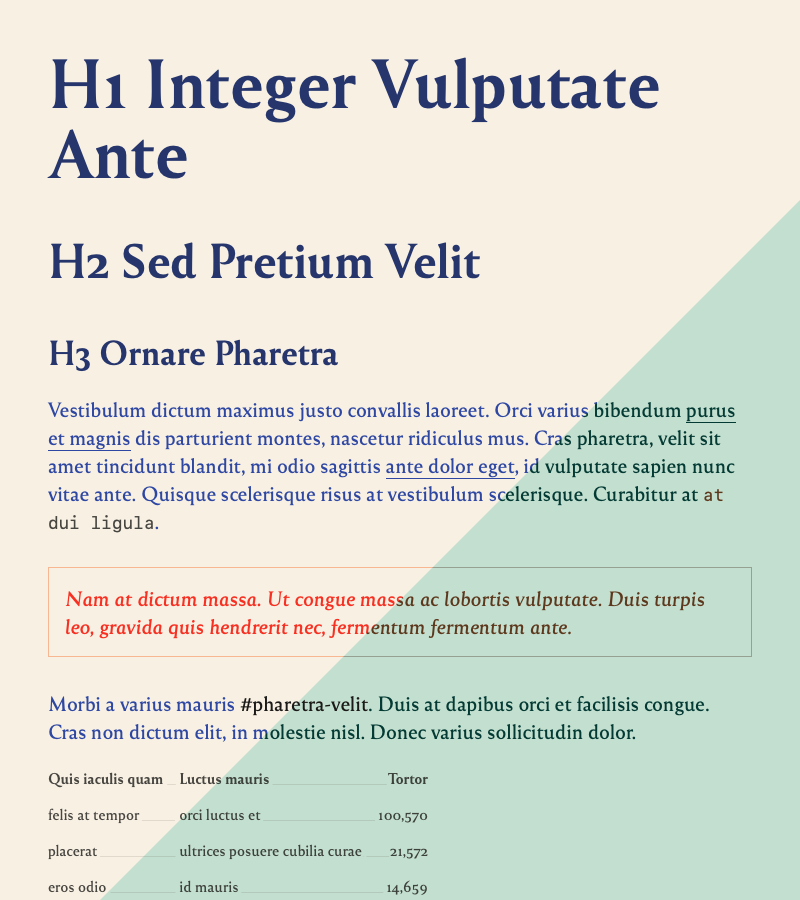 H1 Integer Vulputate
Ante
H2 Sed Pretium Velit
H3 Ornare Pharetra
Vestibulum dictum maximus justo convallis laoreet. Orci varius bibendum purus
et magnis dis parturient montes, nascetur ridiculus mus. Cras pharetra, velit sit
amet tincidunt blandit, mi odio sagittis ante dolor eget, id vulputate sapien nunc
vitae ante. Quisque scelerisque risus at vestibulum scelerisque. Curabitur at at
dui ligula.
Nam at dictum massa. Ut congue massa ac lobortis vulputate. Duis turpis
leo, gravida quis hendrerit nec, fermentum fermentum ante.
Morbi a varius mauris #pharetra-velit. Duis at dapibus orci et facilisis congue.
Cras non dictum elit, in molestie nisl. Donec varius sollicitudin dolor.
Quis iaculis quam Luctus mauris Tortor
felis at tempor orci luctus et 100,570
placerat ultrices posuere cubilia curae 21,572
eros odio id mauris 14,659